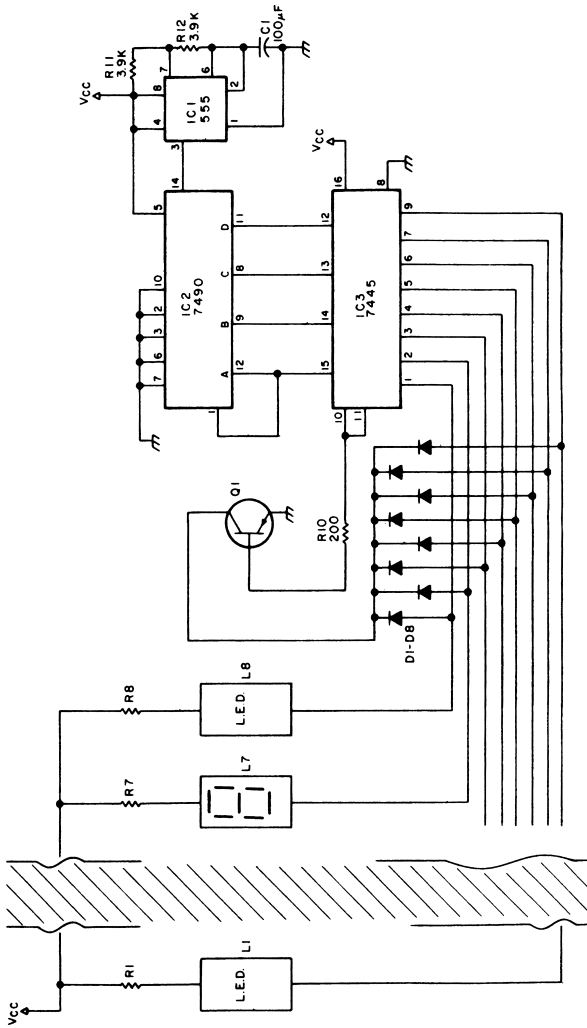 Vcc
R1
L.E.D.
L1
R7
L7
R8
L.E.D.
L8
Q1
R10
200
D1-D8
7 6 3 2 10 5
IC2
7490
14
1
A B C D
12 9 8 11
Vcc
R11
3.9K
R12
3.9K
4 8
7
6
IC1
555
3
1 2
C1
100µF
15 14 13 12
IC3
7445
Vcc
16
8
10
11
1 2 3 4 5 6 7 9